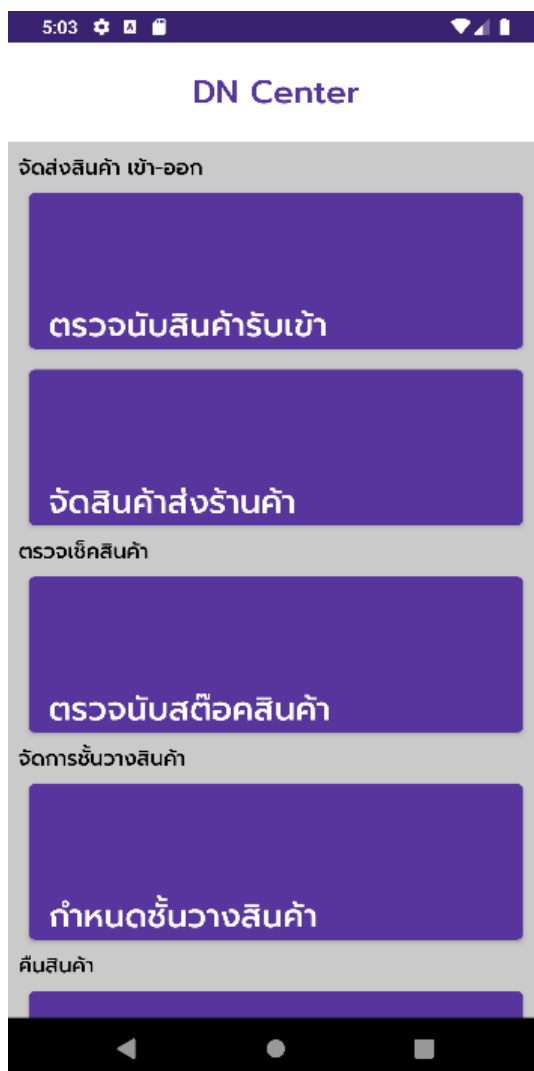 5:03
DN Center
จัดส่งสินค้า เข้า-ออก
ตรวจนับสินค้ารับเข้า
จัดสินค้าส่งร้านค้า
ตรวจเช็คสินค้า
ตรวจนับสต๊อคสินค้า
จัดการชั้นวางสินค้า
กำหนดชั้นวางสินค้า
คืนสินค้า